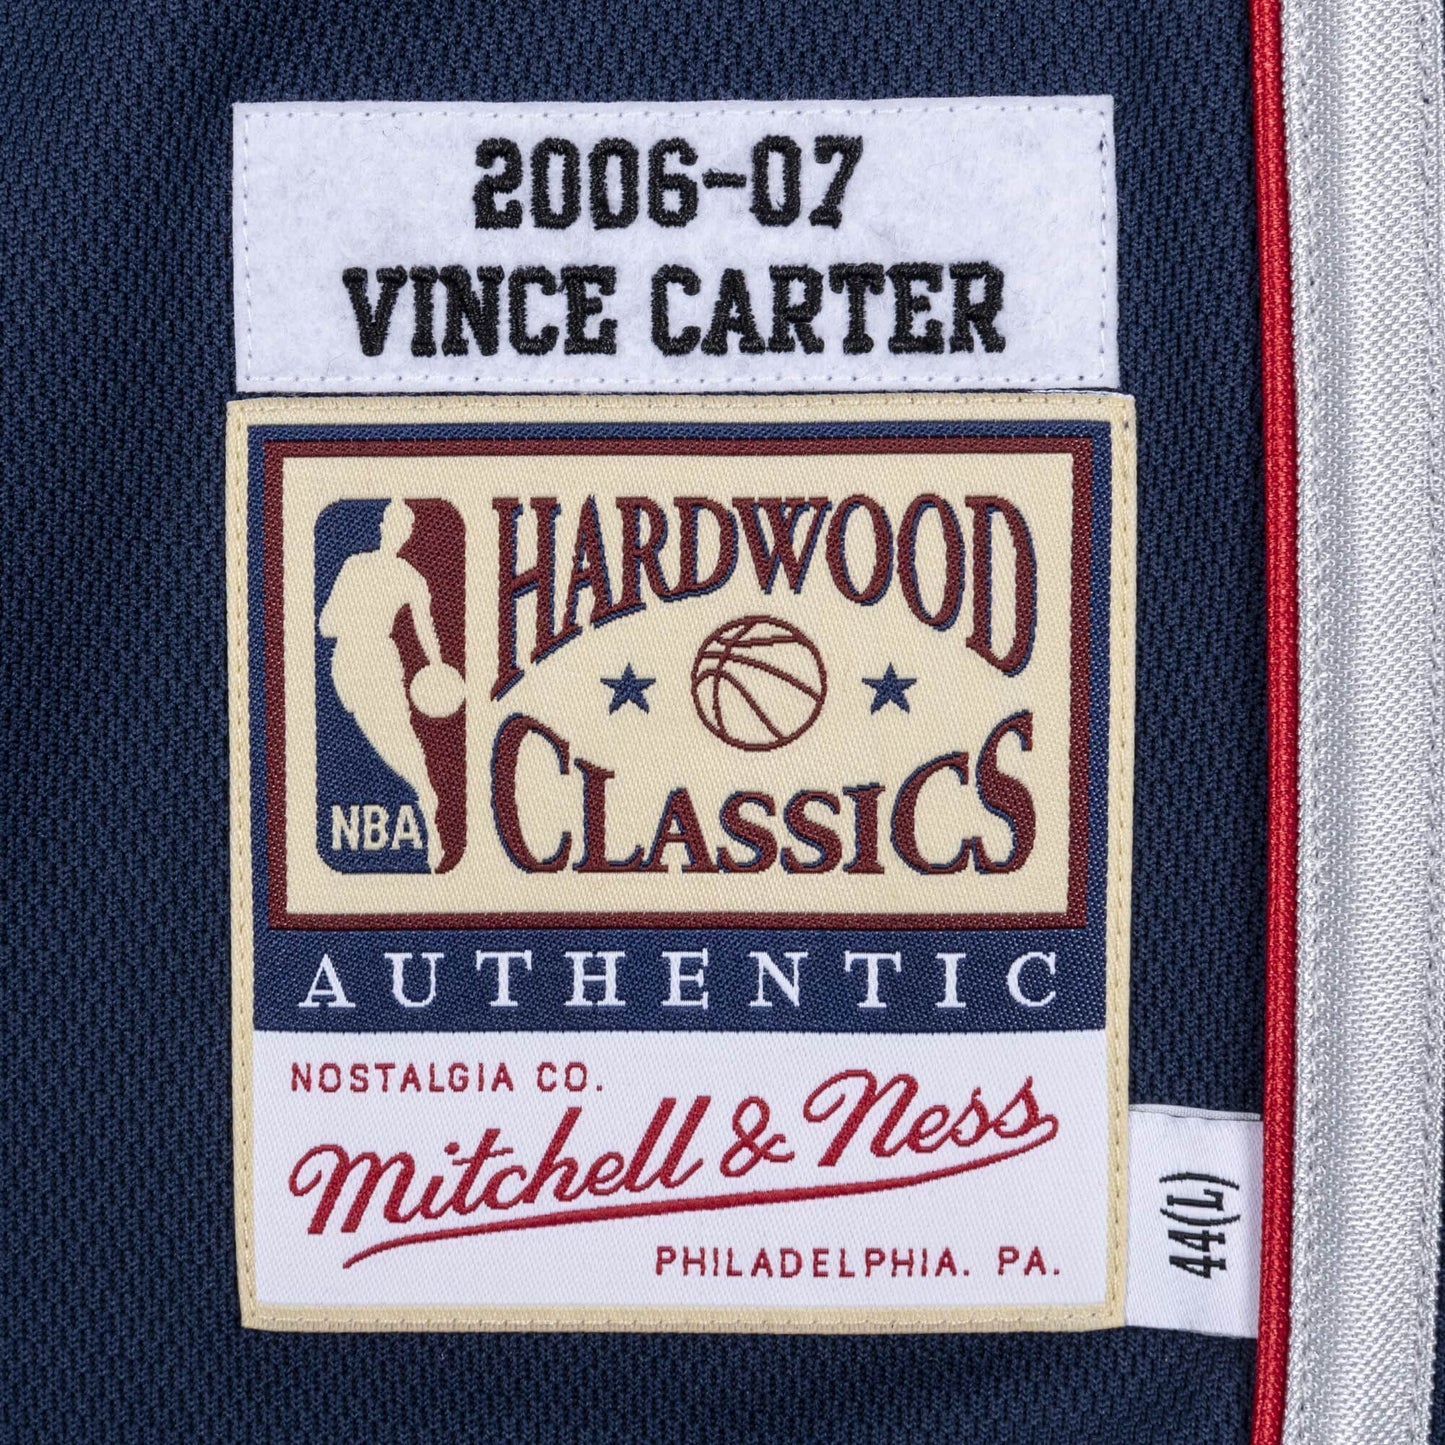 2006-07
VINCE CARTER
HARDWOOD
CLASSICS
NBA
AUTHENTIC
NOSTALGIA CO.
Mitchell & Ness
PHILADELPHIA. PA.
44(L)